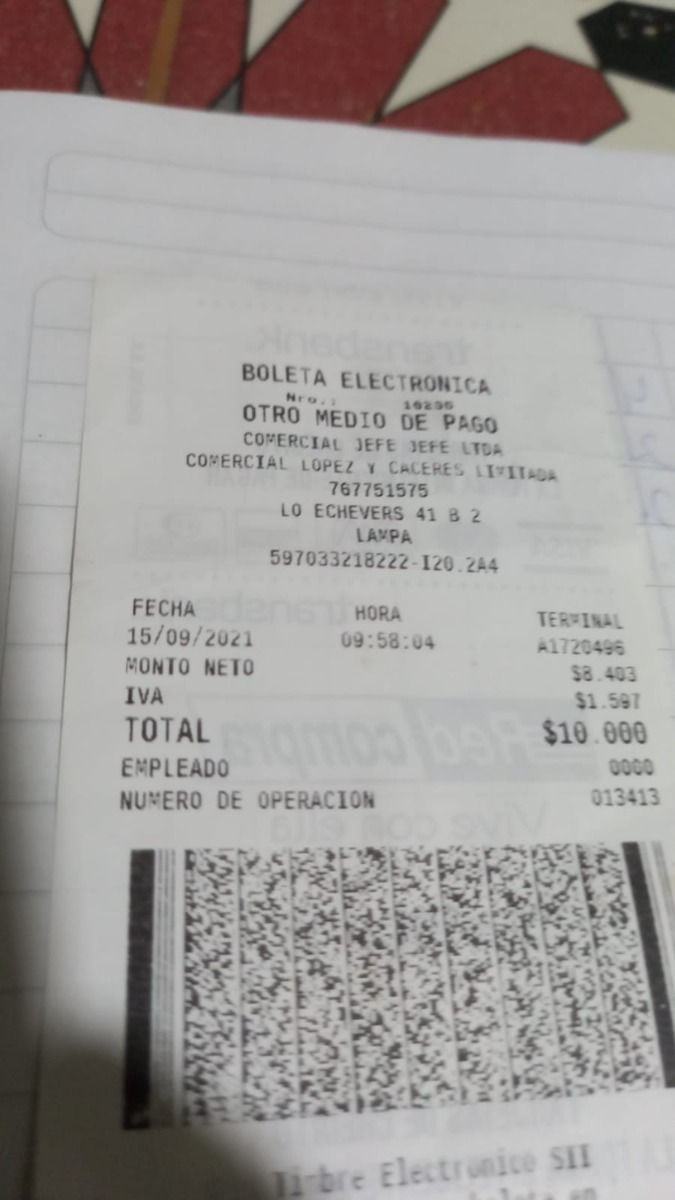 BOLETA ELECTRONICA
Nro.: 10295
OTRO MEDIO DE PAGO
COMERCIAL JEFE JEFE LTDA
COMERCIAL LOPEZ Y CACERES LIMITADA
767751575
LO ECHEVERS 41 B 2
LAMPA
597033218222-I20.2A4
FECHA HORA TERMINAL
15/09/2021 09:58:04 A1720496
MONTO NETO $8.403
IVA $1.597
TOTAL $10.000
EMPLEADO 0000
NUMERO DE OPERACION 013413
Timbre Electronico SII